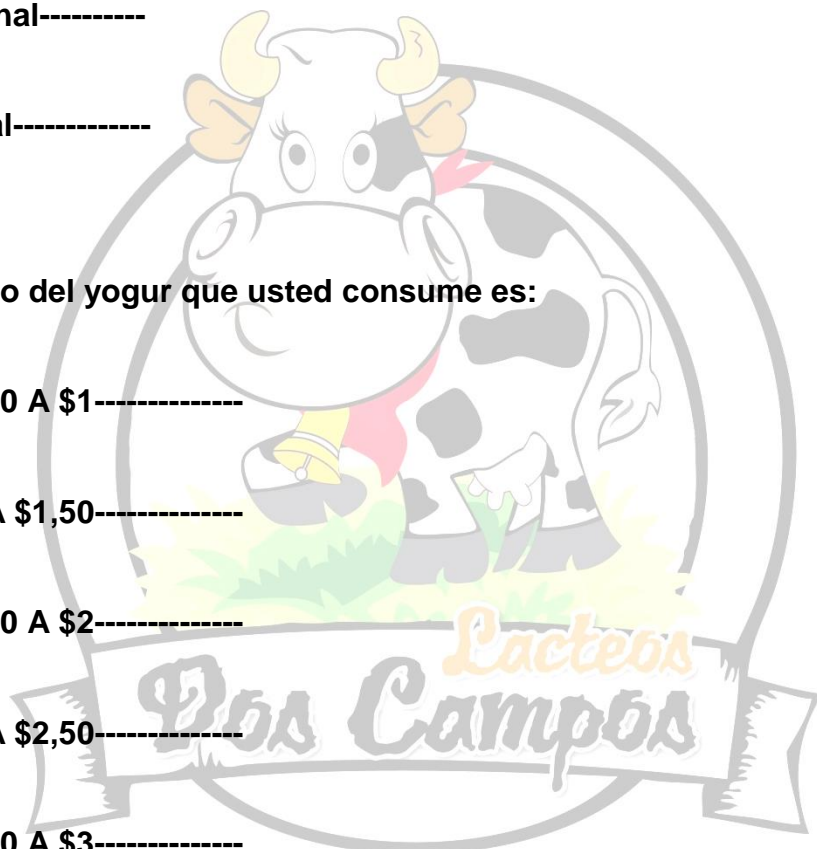 nal----------
al-------------
o del yogur que usted consume es:
0 A $1--------------
A $1,50--------------
0 A $2--------------
A $2,50--------------
Lacteos
Dos Campos
0 A $3--------------